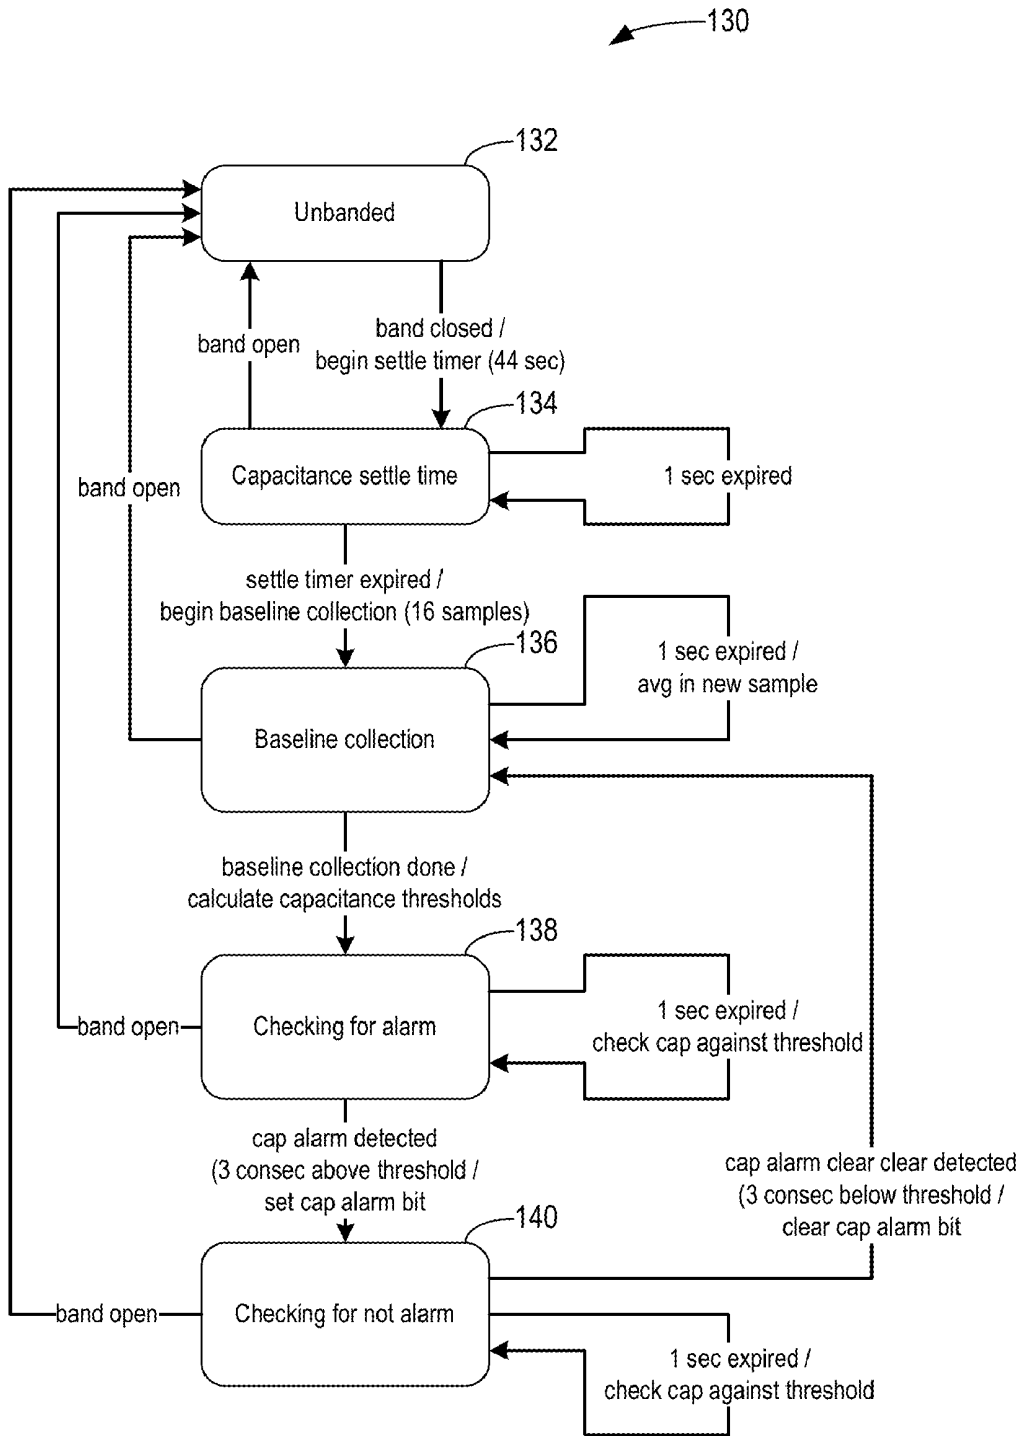 130
132
Unbanded
band open
band closed /
begin settle timer (44 sec)
134
Capacitance settle time
1 sec expired
band open
settle timer expired /
begin baseline collection (16 samples)
136
Baseline collection
1 sec expired /
avg in new sample
baseline collection done /
calculate capacitance thresholds
138
Checking for alarm
1 sec expired /
check cap against threshold
band open
cap alarm detected
(3 consec above threshold /
set cap alarm bit
cap alarm clear clear detected
(3 consec below threshold /
clear cap alarm bit
140
Checking for not alarm
band open
1 sec expired /
check cap against threshold